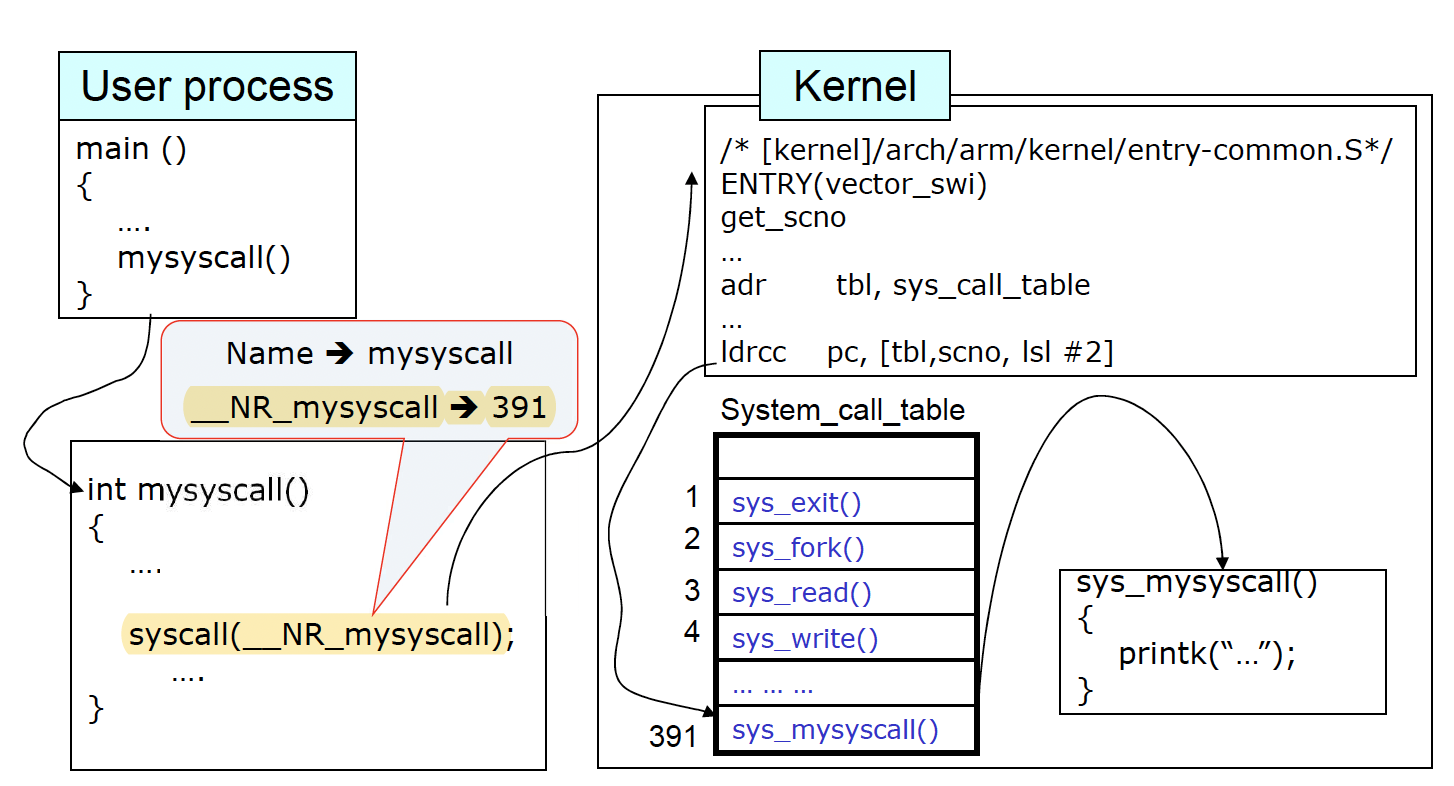 User process
main ()
{
….
mysyscall()
}
Name ➔ mysyscall
__NR_mysyscall ➔ 391
int mysyscall()
{
….
syscall(__NR_mysyscall);
….
}
Kernel
/* [kernel]/arch/arm/kernel/entry-common.S*/
ENTRY(vector_swi)
get_scno
…
adr tbl, sys_call_table
…
ldrcc pc, [tbl,scno, lsl #2]
System_call_table
1 sys_exit()
2 sys_fork()
3 sys_read()
4 sys_write()
… … …
391 sys_mysyscall()
sys_mysyscall()
{
printk(“…”);
}